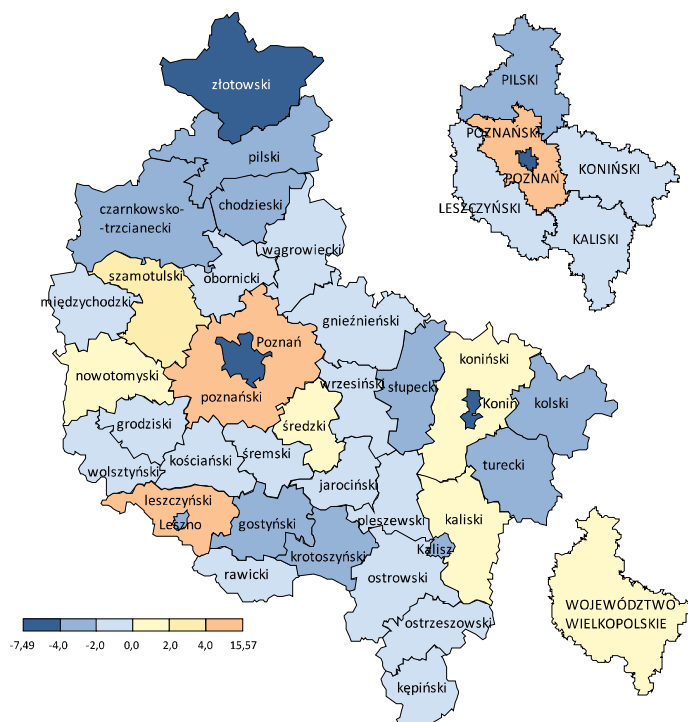 złotowski
PILSKI
POZNAŃSKI
pilski
KONIŃSKI
POZNAŃ
czarnkowsko-
-trzcianecki
chodzieski
LESZCZYŃSKI
KALISKI
wągrowiecki
szamotulski
obornicki
międzychodzki
gnieźnieński
Poznań
koniński
nowotomyski
wrzesiński
słupecki
poznański
Konin
kolski
grodziski
średzki
kościański
śremski
turecki
wolsztyński
jarociński
leszczyński
Leszno
gostyński
pleszewski
kaliski
krotoszyński
Kalisz
rawicki
ostrowski
WOJEWÓDZTWO
WIELKOPOLSKIE
ostrzeszowski
-7,49 -4,0 -2,0 0,0 2,0 4,0 15,57
kępiński